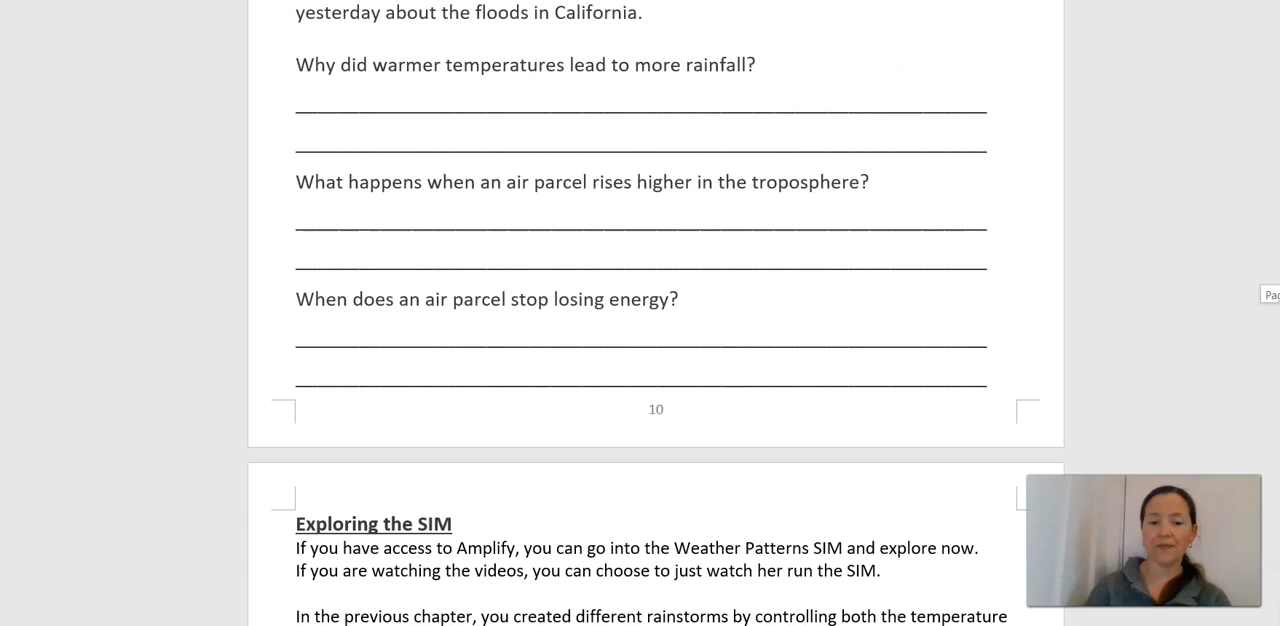 yesterday about the floods in California.
Why did warmer temperatures lead to more rainfall?
What happens when an air parcel rises higher in the troposphere?
When does an air parcel stop losing energy?
10
Exploring the SIM
If you have access to Amplify, you can go into the Weather Patterns SIM and explore now.
If you are watching the videos, you can choose to just watch her run the SIM.
In the previous chapter, you created different rainstorms by controlling both the temperature